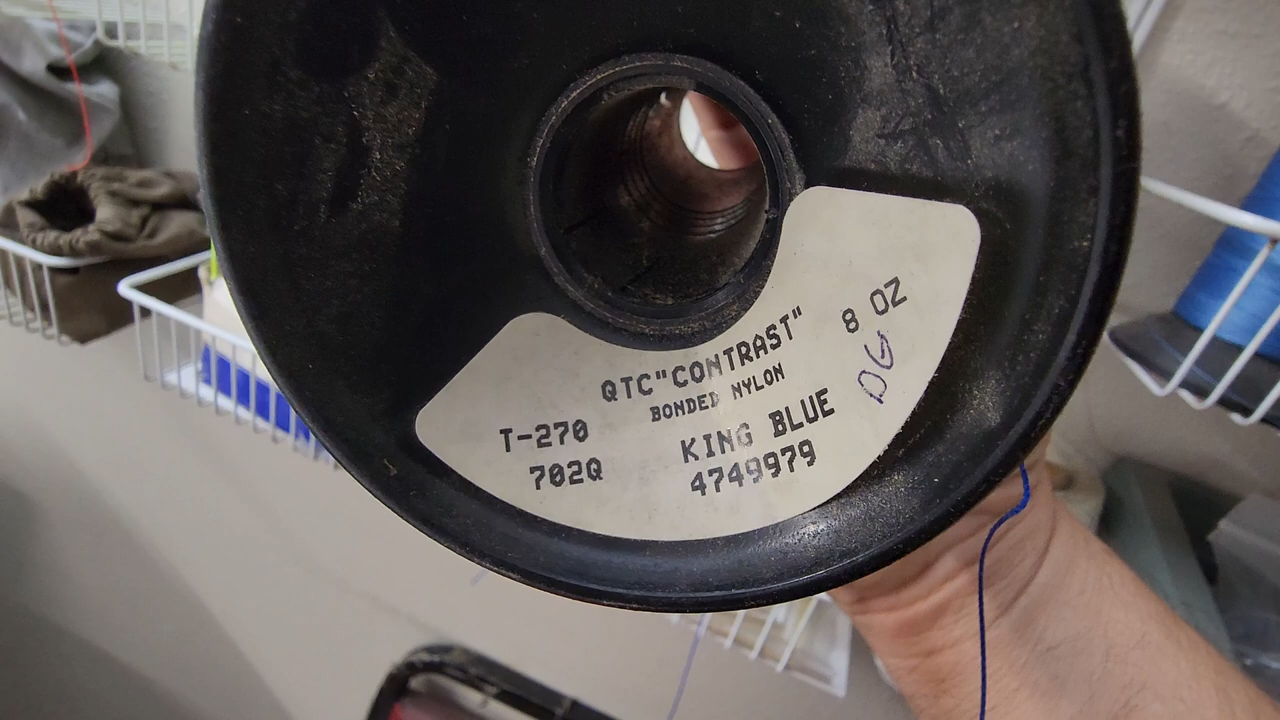 QTC"CONTRAST" 8 OZ
BONDED NYLON DG
T-270 KING BLUE
702Q 4749979